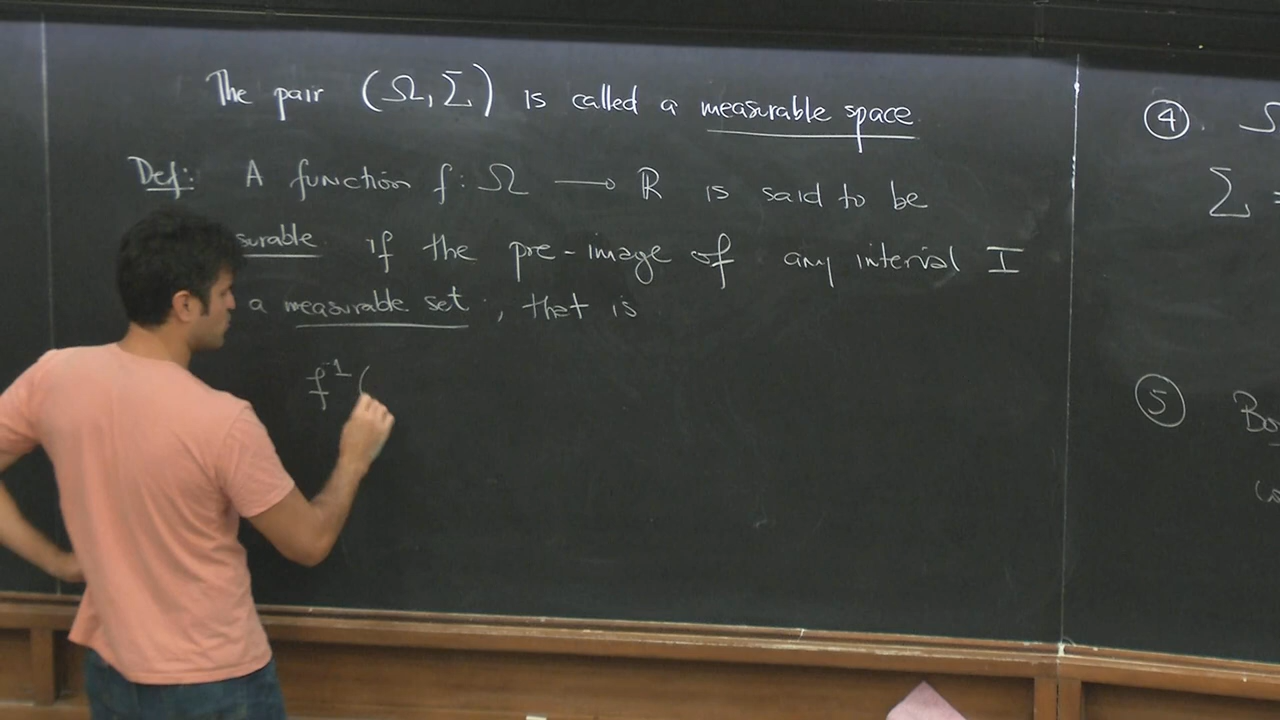 The pair (Ω, Σ) is called a measurable space
Def: A function f: Ω → ℝ is said to be
surable if the pre-image of any interval I
a measurable set, that is
f⁻¹(
④.
Σ =
⑤ Bo